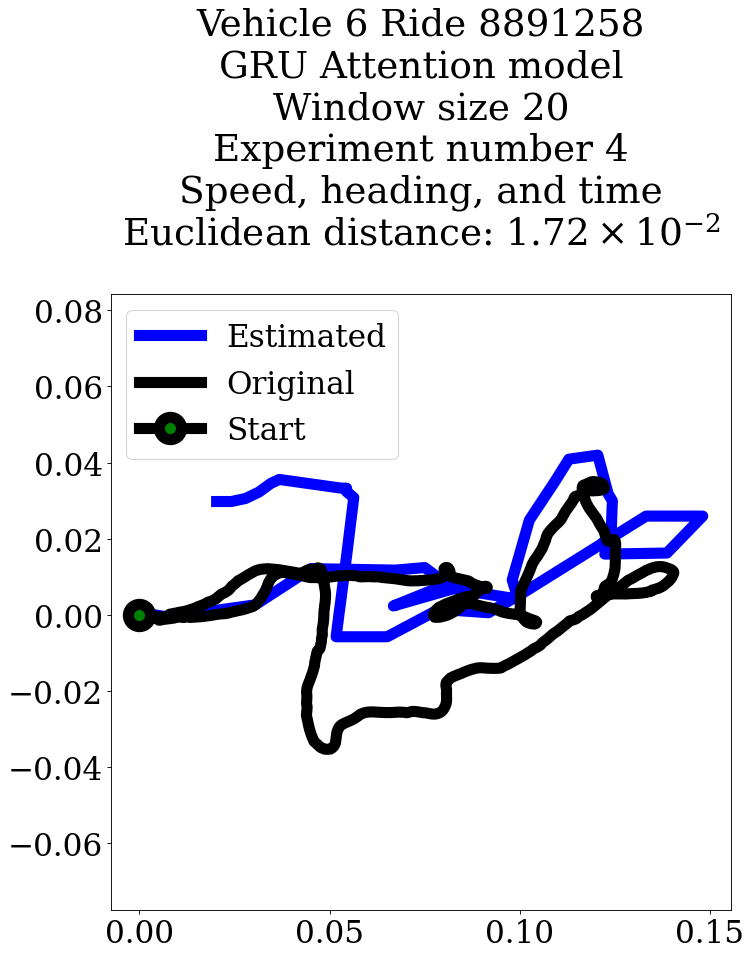 Vehicle 6 Ride 8891258
GRU Attention model
Window size 20
Experiment number 4
Speed, heading, and time
Euclidean distance: 1.72 × 10⁻²
Estimated
Original
Start
0.08
0.06
0.04
0.02
0.00
−0.02
−0.04
−0.06
0.00 0.05 0.10 0.15